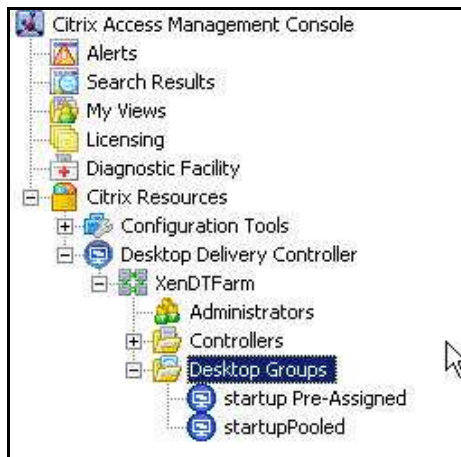 Citrix Access Management Console
Alerts
Search Results
My Views
Licensing
Diagnostic Facility
Citrix Resources
Configuration Tools
Desktop Delivery Controller
XenDTFarm
Administrators
Controllers
Desktop Groups
startup Pre-Assigned
startupPooled